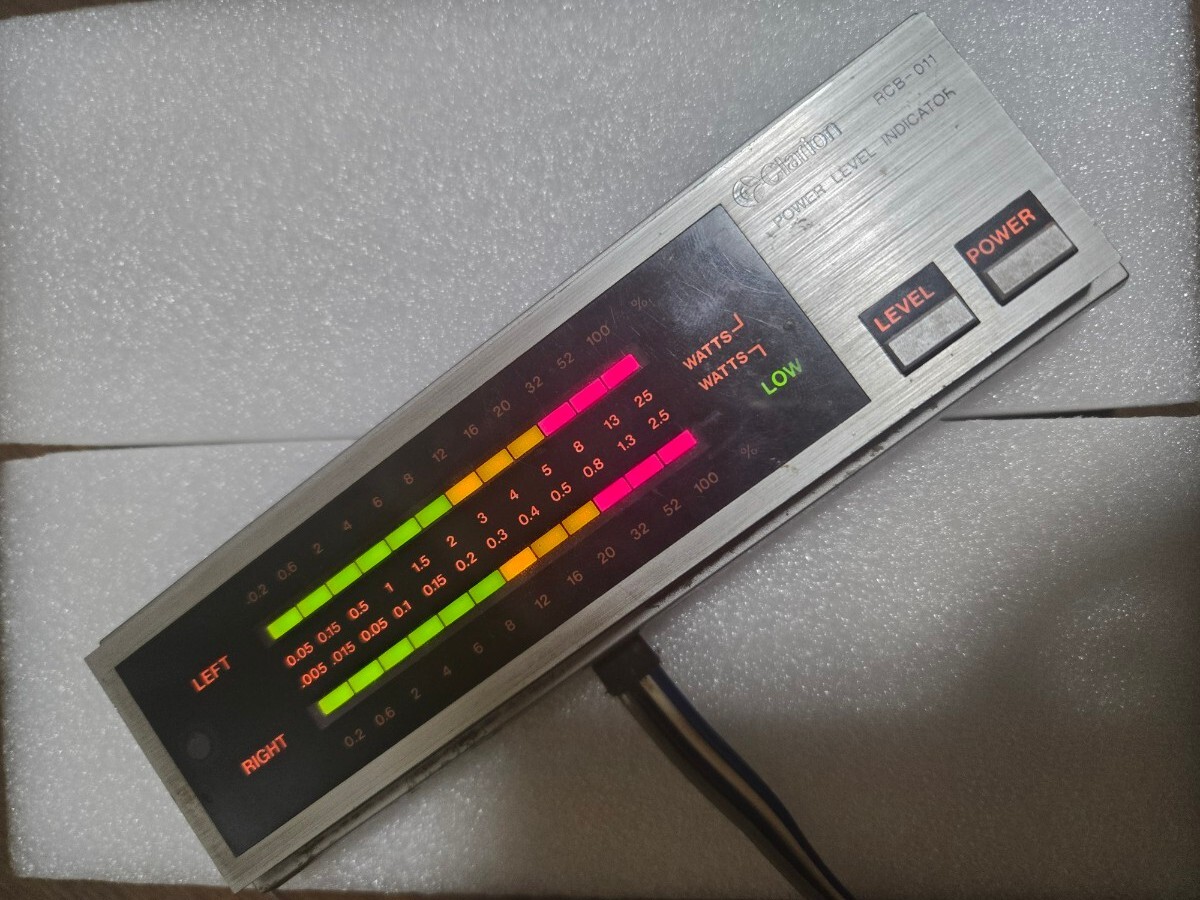 Clarion
RCB-011
POWER LEVEL INDICATOR
LEVEL
POWER
0.2 0.6 2 4 6 8 12 16 20 32 52 100 %
LEFT
0.05 0.15 0.5 1 1.5 2 3 4 5 8 13 25 WATTS
.005 .015 0.05 0.1 0.15 0.2 0.3 0.4 0.5 0.8 1.3 2.5 WATTS
LOW
RIGHT
0.2 0.6 2 4 6 8 12 16 20 32 52 100 %